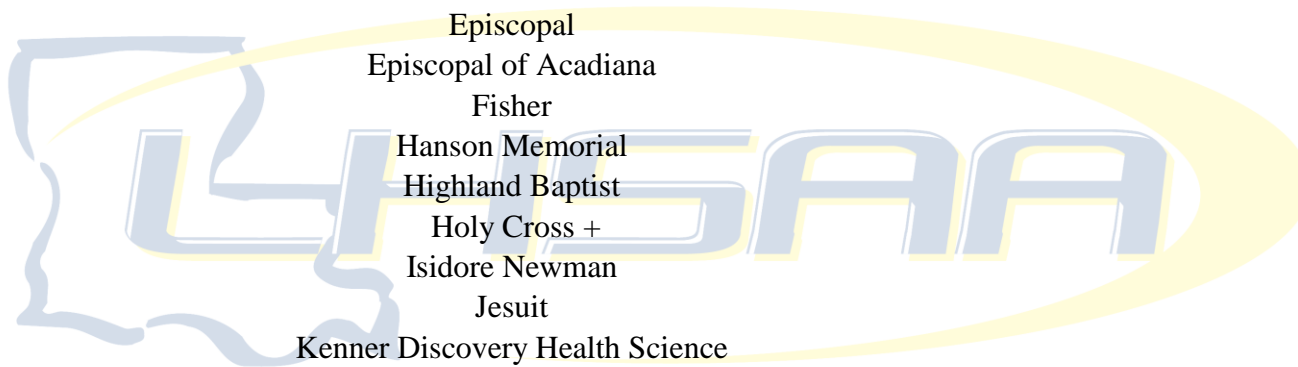 Episcopal
Episcopal of Acadiana
Fisher
Hanson Memorial
Highland Baptist
Holy Cross +
Isidore Newman
Jesuit
Kenner Discovery Health Science
LHSAA